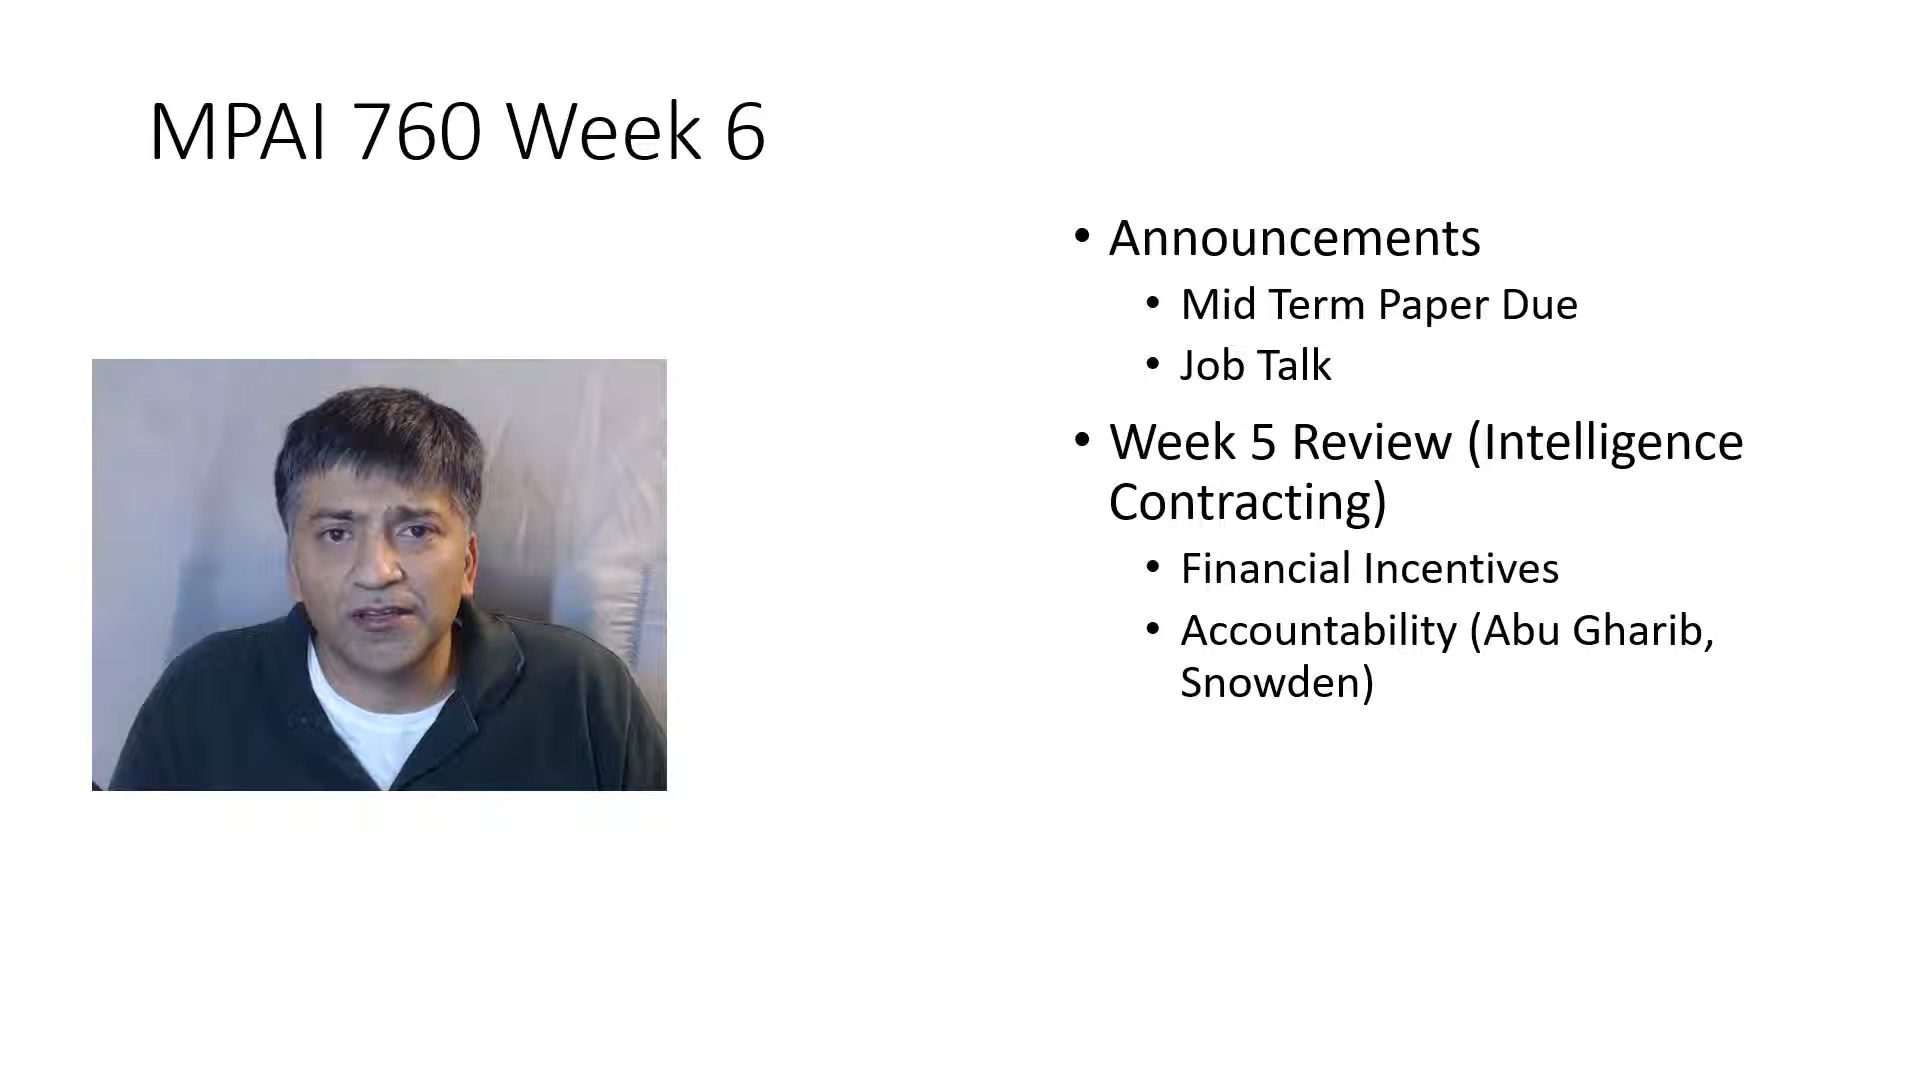 MPAI 760 Week 6
• Announcements
• Mid Term Paper Due
• Job Talk
• Week 5 Review (Intelligence
Contracting)
• Financial Incentives
• Accountability (Abu Gharib,
Snowden)